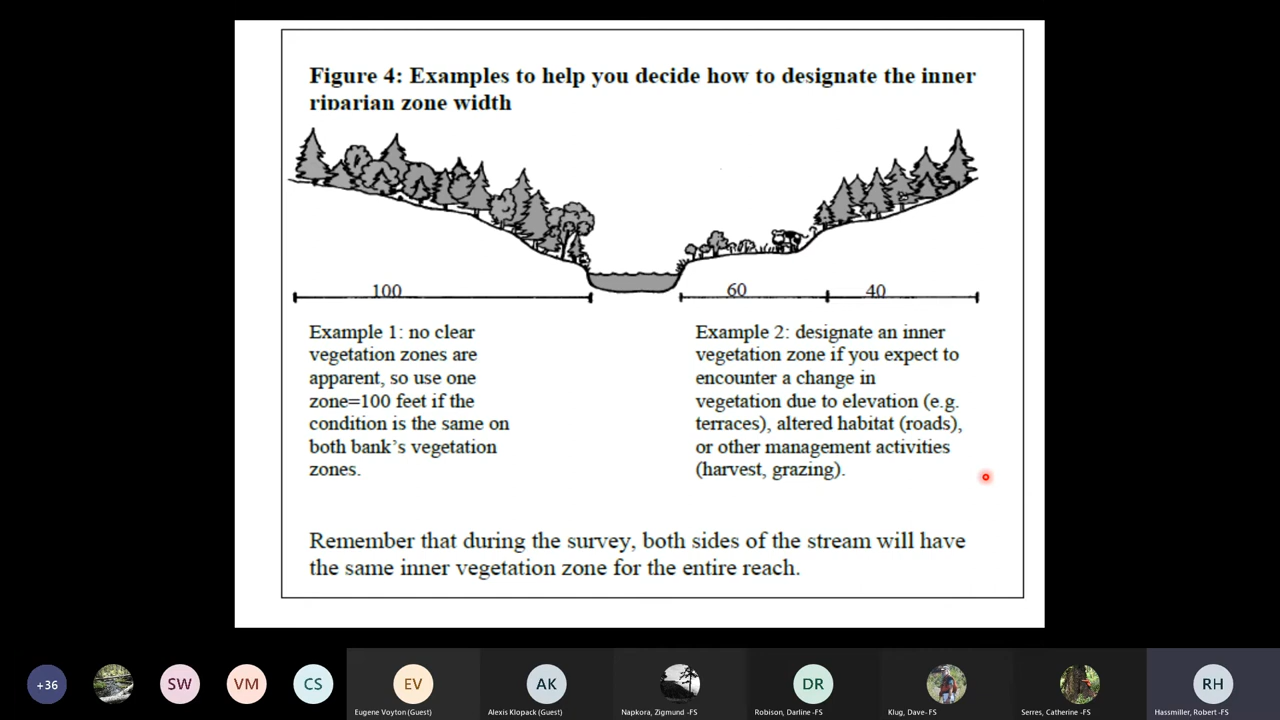 Figure 4: Examples to help you decide how to designate the inner
riparian zone width
100
60
40
Example 1: no clear
vegetation zones are
apparent, so use one
zone=100 feet if the
condition is the same on
both bank's vegetation
zones.
Example 2: designate an inner
vegetation zone if you expect to
encounter a change in
vegetation due to elevation (e.g.
terraces), altered habitat (roads),
or other management activities
(harvest, grazing).
Remember that during the survey, both sides of the stream will have
the same inner vegetation zone for the entire reach.
+36
SW
VM
CS
EV
AK
DR
RH
Eugene Voyton (Guest)
Alexis Klopack (Guest)
Napkora, Zigmund -FS
Robison, Darline -FS
Klug, Dave- FS
Serres, Catherine -FS
Hassmiller, Robert -FS